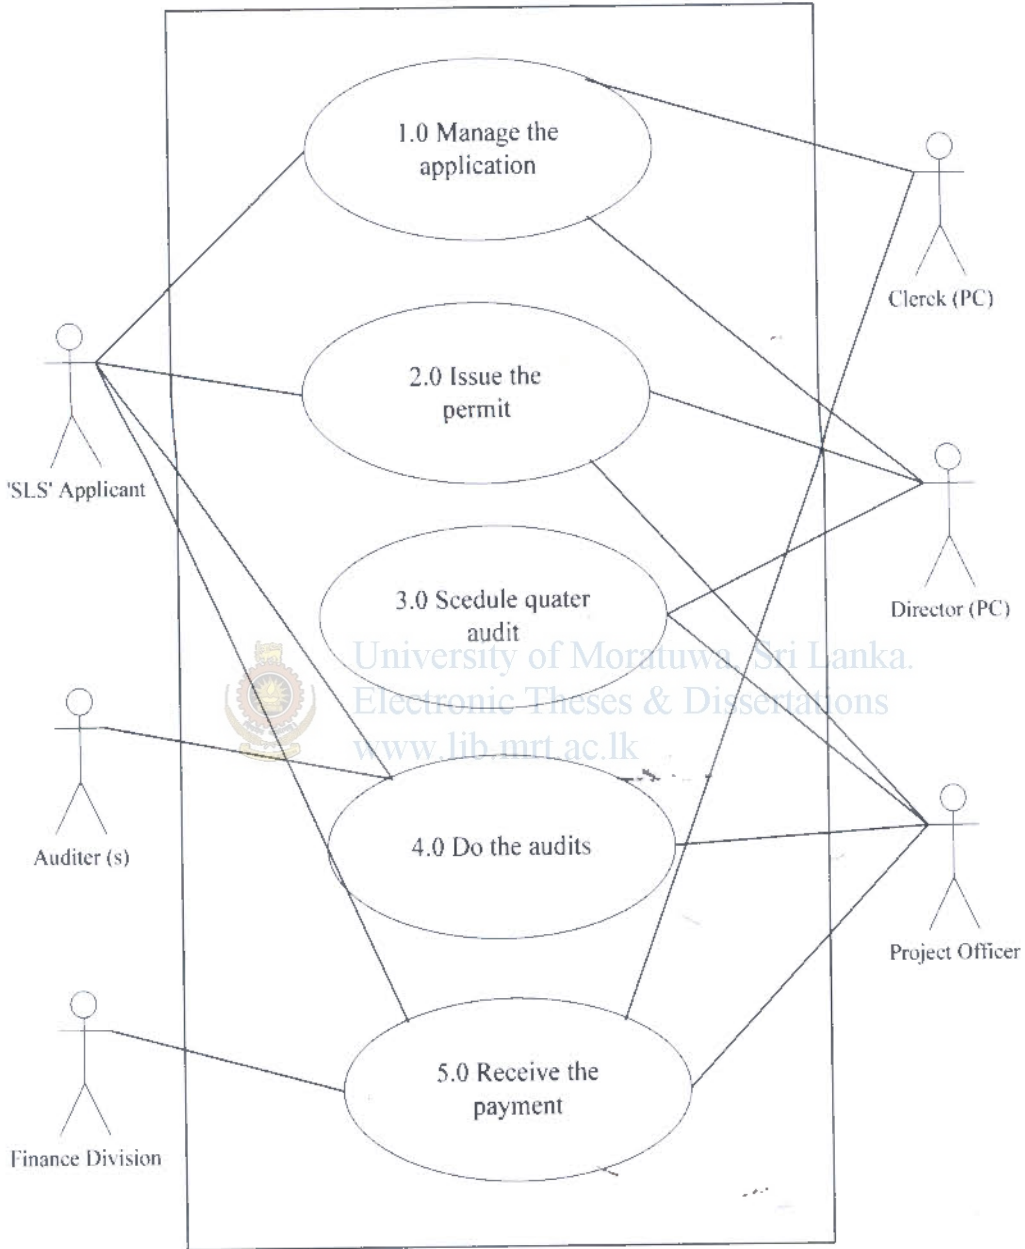 1.0 Manage the
application
Clerck (PC)
2.0 Issue the
permit
'SLS' Applicant
3.0 Scedule quater
audit
Director (PC)
University of Moratuwa, Sri Lanka.
Electronic Theses & Dissertations
www.lib.mrt.ac.lk
4.0 Do the audits
Auditer (s)
Project Officer
5.0 Receive the
payment
Finance Division